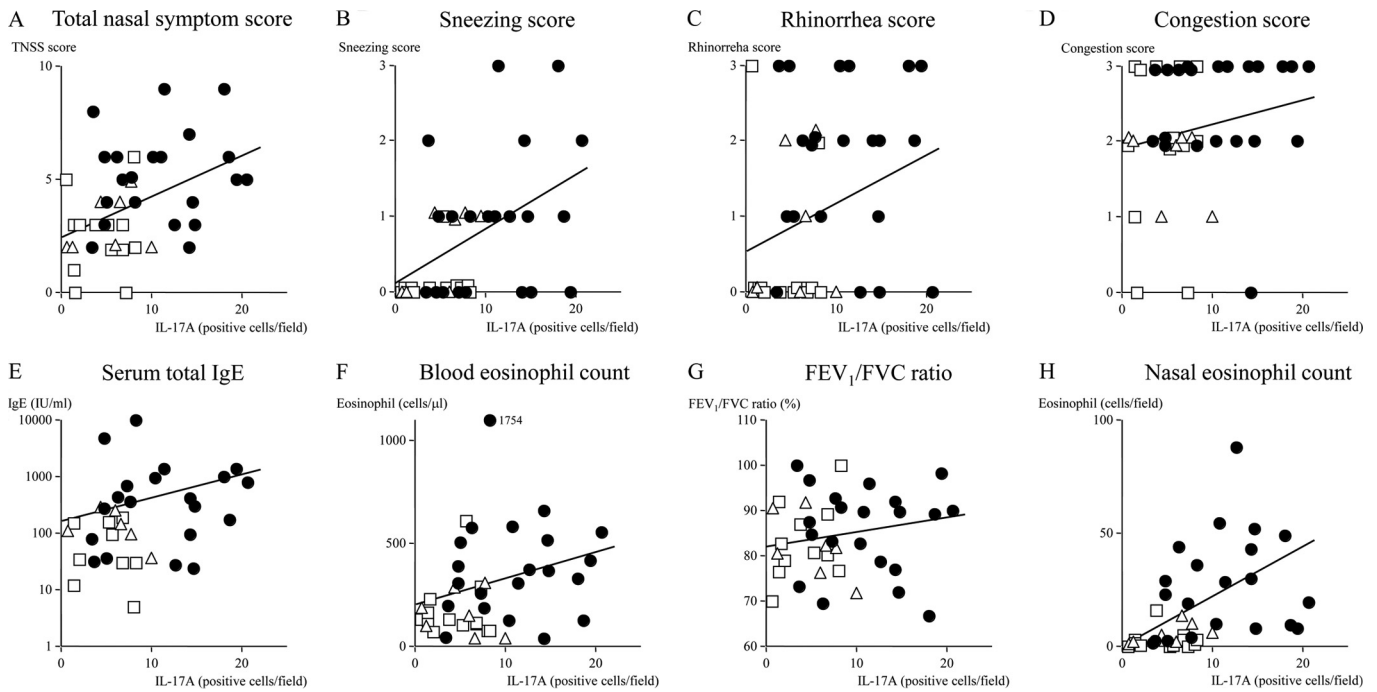 A Total nasal symptom score
TNSS score
10
5
0
0 10 20
IL-17A (positive cells/field)
B Sneezing score
Sneezing score
3
2
1
0
0 10 20
IL-17A (positive cells/field)
C Rhinorrhea score
Rhinorreha score
3
2
1
0
0 10 20
IL-17A (positive cells/field)
D Congestion score
Congestion score
3
2
1
0
0 10 20
IL-17A (positive cells/field)
E Serum total IgE
IgE (IU/ml)
10000
1000
100
10
1
0 10 20
IL-17A (positive cells/field)
F Blood eosinophil count
Eosinophil (cells/μl)
1754
1000
500
0
0 10 20
IL-17A (positive cells/field)
G FEV₁/FVC ratio
FEV₁/FVC ratio (%)
110
100
90
80
70
60
0 10 20
IL-17A (positive cells/field)
H Nasal eosinophil count
Eosinophil (cells/field)
100
50
0
0 10 20
IL-17A (positive cells/field)